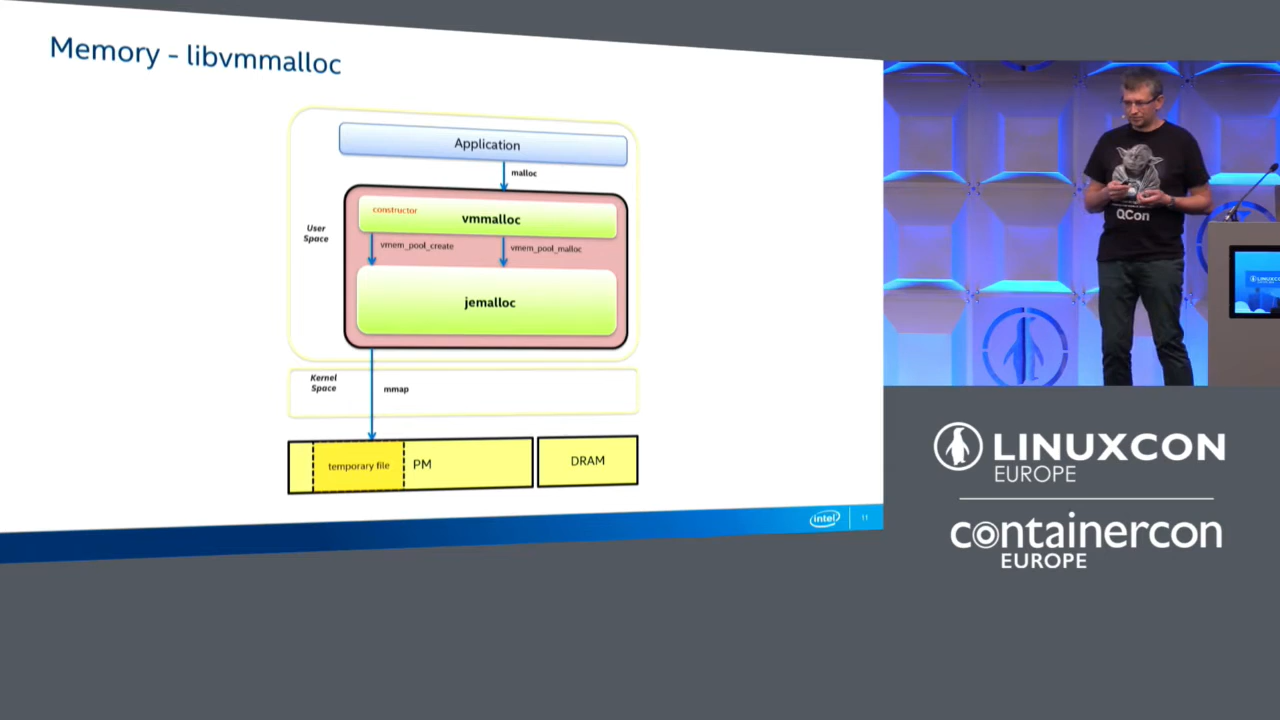 Memory - libvmmalloc
Application
malloc
constructor
vmmalloc
User
Space
vmem_pool_create
vmem_pool_malloc
jemalloc
Kernel
Space
mmap
temporary file
PM
DRAM
intel
11
QCon
LINUXCON
EUROPE
containercon
EUROPE